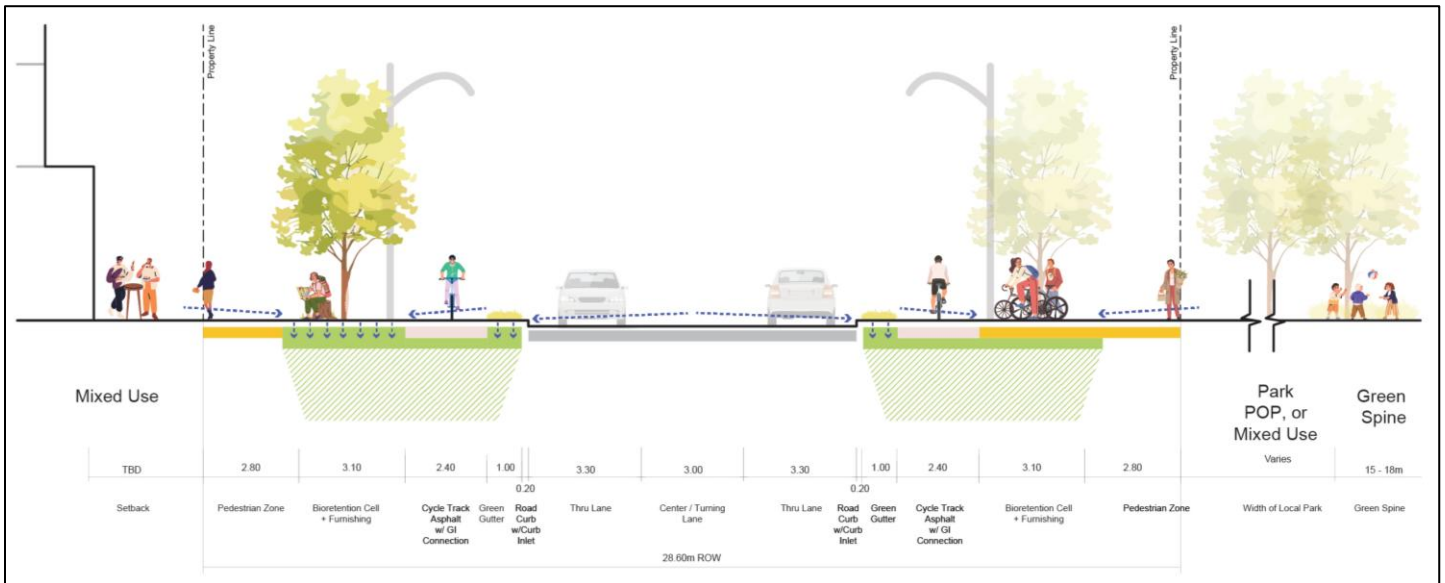 Property Line
Property Line
Mixed Use
Park
POP, or
Mixed Use
Green
Spine
TBD
2.80
3.10
2.40
1.00
0.20
3.30
3.00
3.30
0.20
1.00
2.40
3.10
2.80
Varies
15 - 18m
Setback
Pedestrian Zone
Bioretention Cell
+ Furnishing
Cycle Track
Asphalt
w/ GI
Connection
Green
Gutter
Road
Curb
w/Curb
Inlet
Thru Lane
Center / Turning
Lane
Thru Lane
Road
Curb
w/Curb
Inlet
Green
Gutter
Cycle Track
Asphalt
w/ GI
Connection
Bioretention Cell
+ Furnishing
Pedestrian Zone
Width of Local Park
Green Spine
28.60m ROW